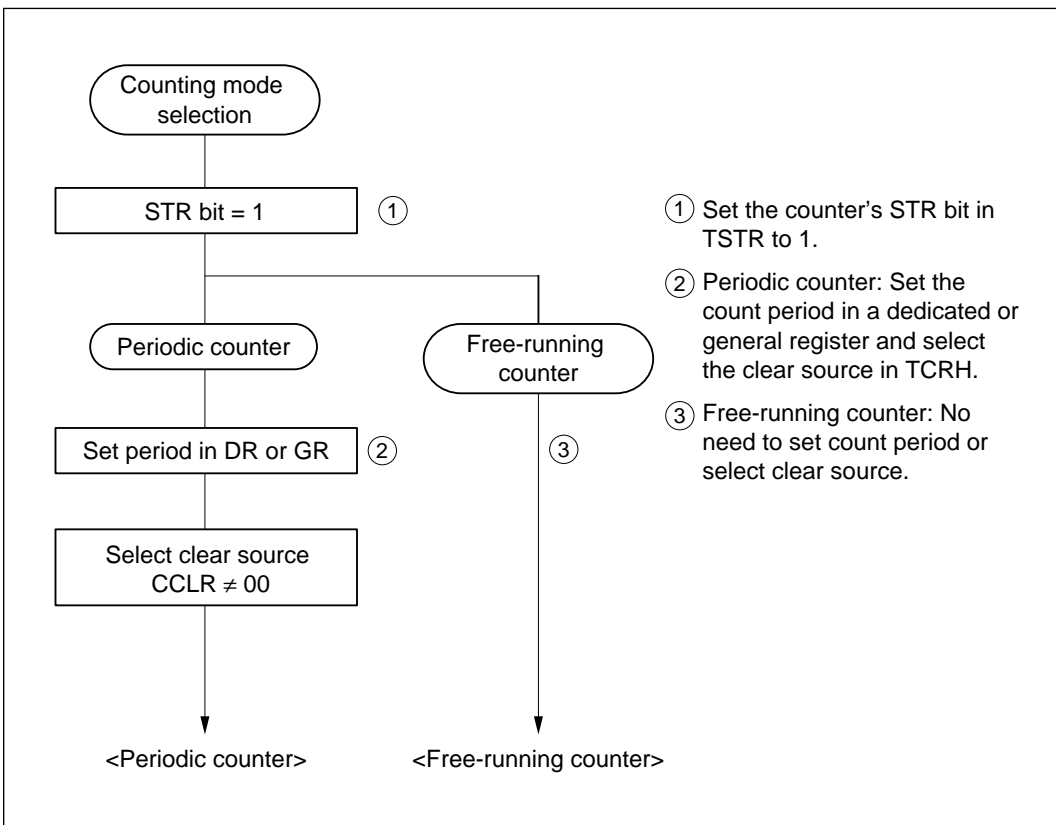 Counting mode
selection
STR bit = 1
①
Periodic counter
Free-running
counter
Set period in DR or GR
②
③
Select clear source
CCLR ≠ 00
<Periodic counter>
<Free-running counter>
① Set the counter’s STR bit in
TSTR to 1.
② Periodic counter: Set the
count period in a dedicated or
general register and select
the clear source in TCRH.
③ Free-running counter: No
need to set count period or
select clear source.